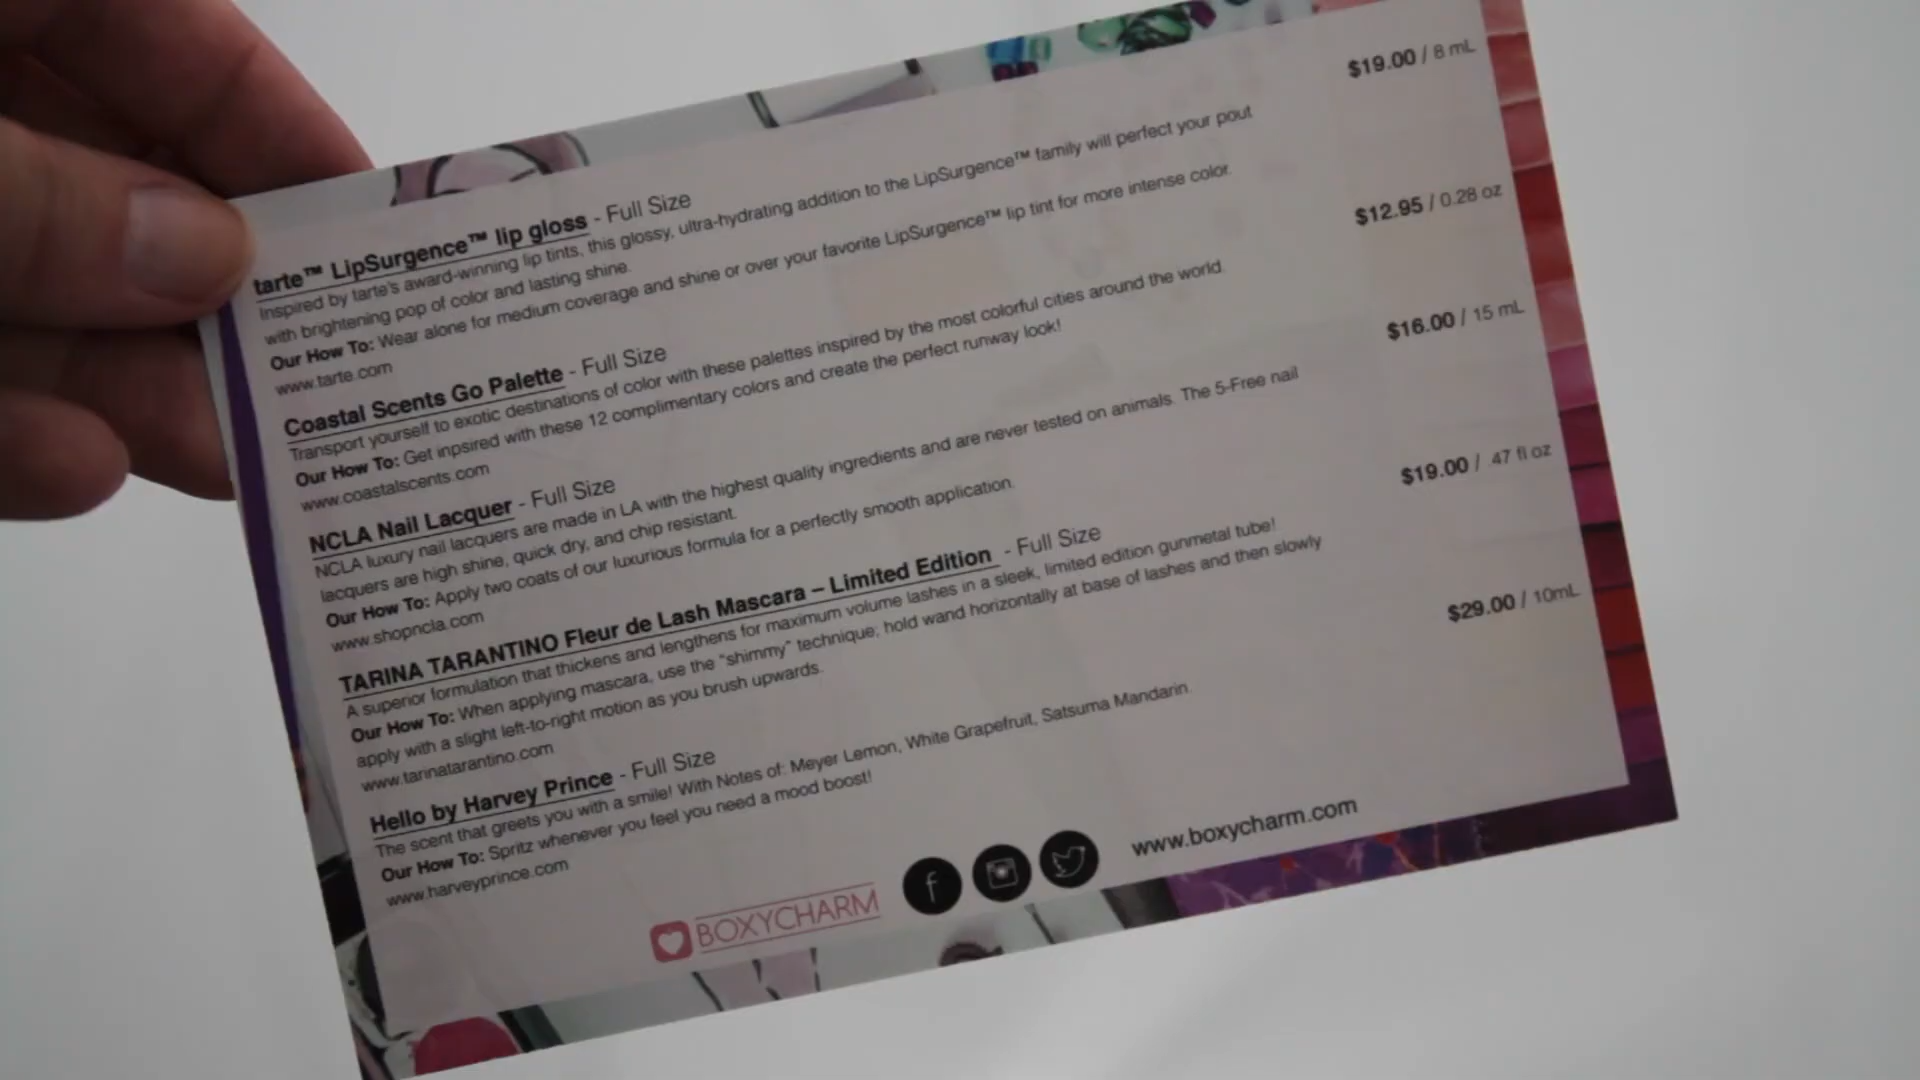 tarte™ LipSurgence™ lip gloss - Full Size
$19.00 / 8 mL
Inspired by tarte's award-winning lip tints, this glossy, ultra-hydrating addition to the LipSurgence™ family will perfect your pout
with brightening pop of color and lasting shine.
Our How To: Wear alone for medium coverage and shine or over your favorite LipSurgence™ lip tint for more intense color.
www.tarte.com
Coastal Scents Go Palette - Full Size
$12.95 / 0.28 oz
Transport yourself to exotic destinations of color with these palettes inspired by the most colorful cities around the world.
Our How To: Get inpsired with these 12 complimentary colors and create the perfect runway look!
www.coastalscents.com
NCLA Nail Lacquer - Full Size
$16.00 / 15 mL
NCLA luxury nail lacquers are made in LA with the highest quality ingredients and are never tested on animals. The 5-Free nail
lacquers are high shine, quick dry, and chip resistant.
Our How To: Apply two coats of our luxurious formula for a perfectly smooth application.
www.shopncla.com
TARINA TARANTINO Fleur de Lash Mascara – Limited Edition - Full Size
$19.00 / .47 fl oz
A superior formulation that thickens and lengthens for maximum volume lashes in a sleek, limited edition gunmetal tube!
Our How To: When applying mascara, use the "shimmy" technique; hold wand horizontally at base of lashes and then slowly
apply with a slight left-to-right motion as you brush upwards.
www.tarinatarantino.com
Hello by Harvey Prince - Full Size
$29.00 / 10mL
The scent that greets you with a smile! With Notes of: Meyer Lemon, White Grapefruit, Satsuma Mandarin.
Our How To: Spritz whenever you feel you need a mood boost!
www.harveyprince.com
BOXYCHARM
www.boxycharm.com